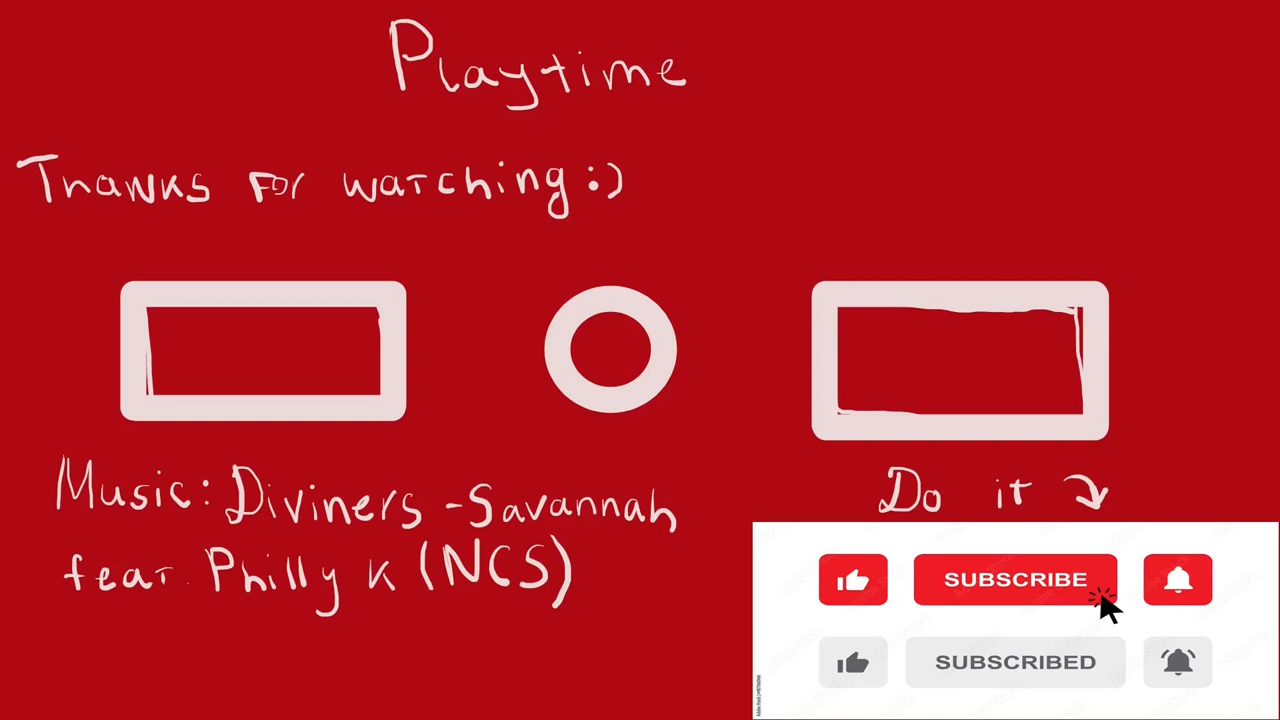 Playtime
Thanks for watching :)
Music: Diviners - Savannah
feat. Philly K (NCS)
Do it
SUBSCRIBE
SUBSCRIBED